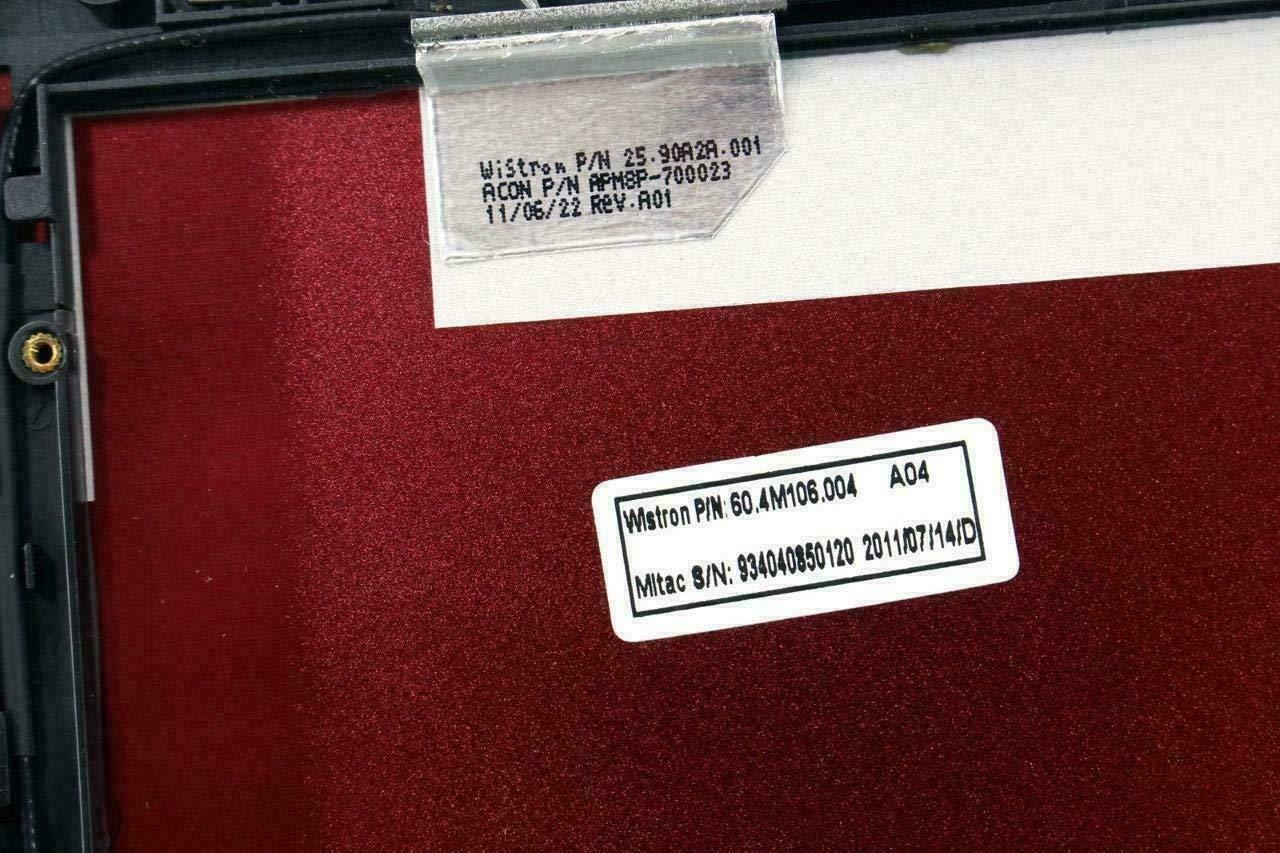 Wistron P/N 25.90A2A.001
ACON P/N APM8P-700023
11/06/22 Rev.A01
Wistron P/N: 60.4M106.004 A04
Mitac S/N: 934040850120 2011/07/14/D